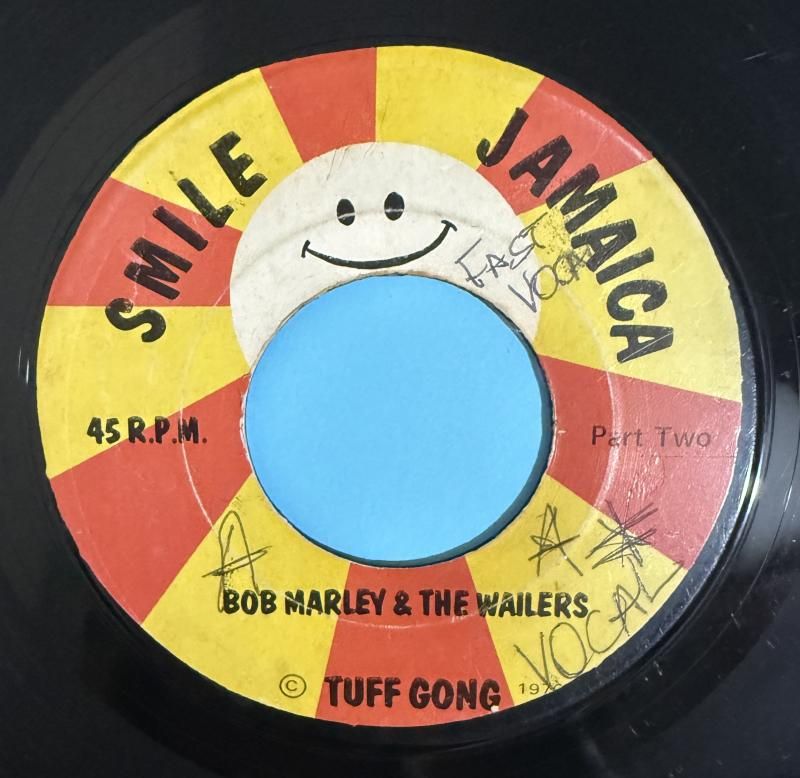 SMILE JAMAICA
FAST
VOCAL
45 R.P.M.
Part Two
A
A
BOB MARLEY & THE WAILERS
VOCAL
© TUFF GONG